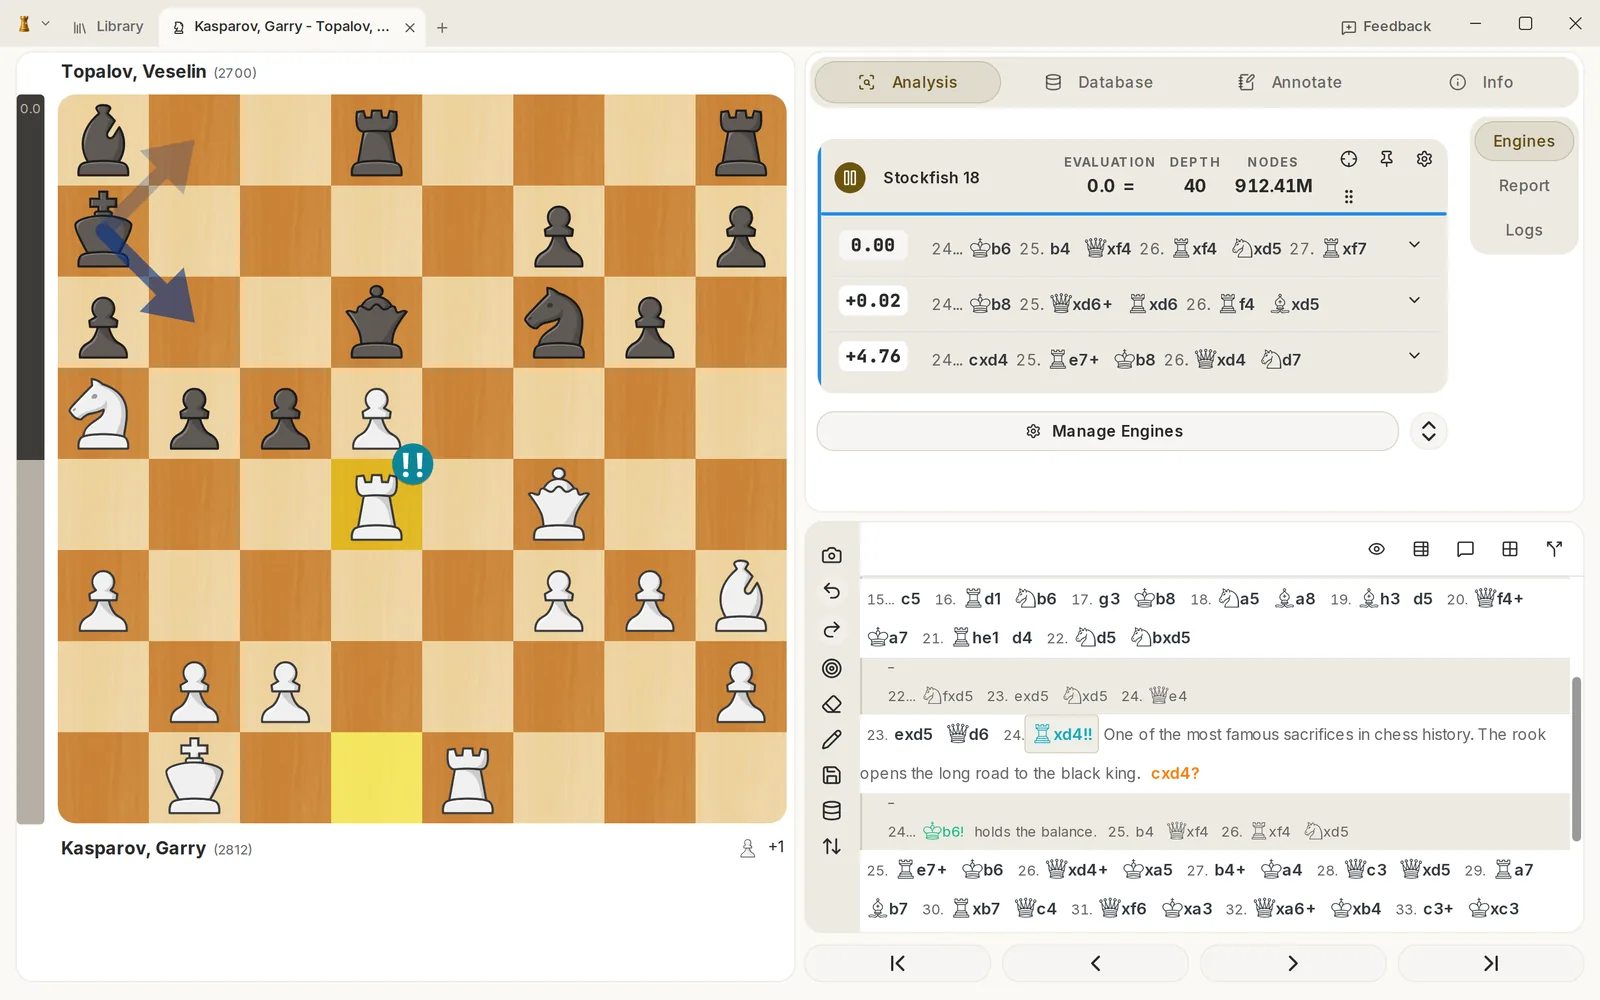 Library
Kasparov, Garry - Topalov, ...
Feedback
Topalov, Veselin (2700)
0.0
!!
Kasparov, Garry (2812)
+1
Analysis
Database
Annotate
Info
Engines
Report
Logs
Stockfish 18
EVALUATION DEPTH NODES
0.0 = 40 912.41M
0.00 24... ♔b6 25. b4 ♕xf4 26. ♖xf4 ♘xd5 27. ♖xf7
+0.02 24... ♔b8 25. ♕xd6+ ♖xd6 26. ♖f4 ♗xd5
+4.76 24... cxd4 25. ♖e7+ ♔b8 26. ♕xd4 ♘d7
Manage Engines
15... c5 16. ♖d1 ♘b6 17. g3 ♔b8 18. ♘a5 ♗a8 19. ♗h3 d5 20. ♕f4+
♔a7 21. ♖he1 d4 22. ♘d5 ♘bxd5
–
22... ♘fxd5 23. exd5 ♘xd5 24. ♕e4
23. exd5 ♕d6 24. ♖xd4!! One of the most famous sacrifices in chess history. The rook
opens the long road to the black king. cxd4?
–
24... ♔b6! holds the balance. 25. b4 ♕xf4 26. ♖xf4 ♘xd5
25. ♖e7+ ♔b6 26. ♕xd4+ ♔xa5 27. b4+ ♔a4 28. ♕c3 ♕xd5 29. ♖a7
♗b7 30. ♖xb7 ♕c4 31. ♕xf6 ♔xa3 32. ♕xa6+ ♔xb4 33. c3+ ♔xc3